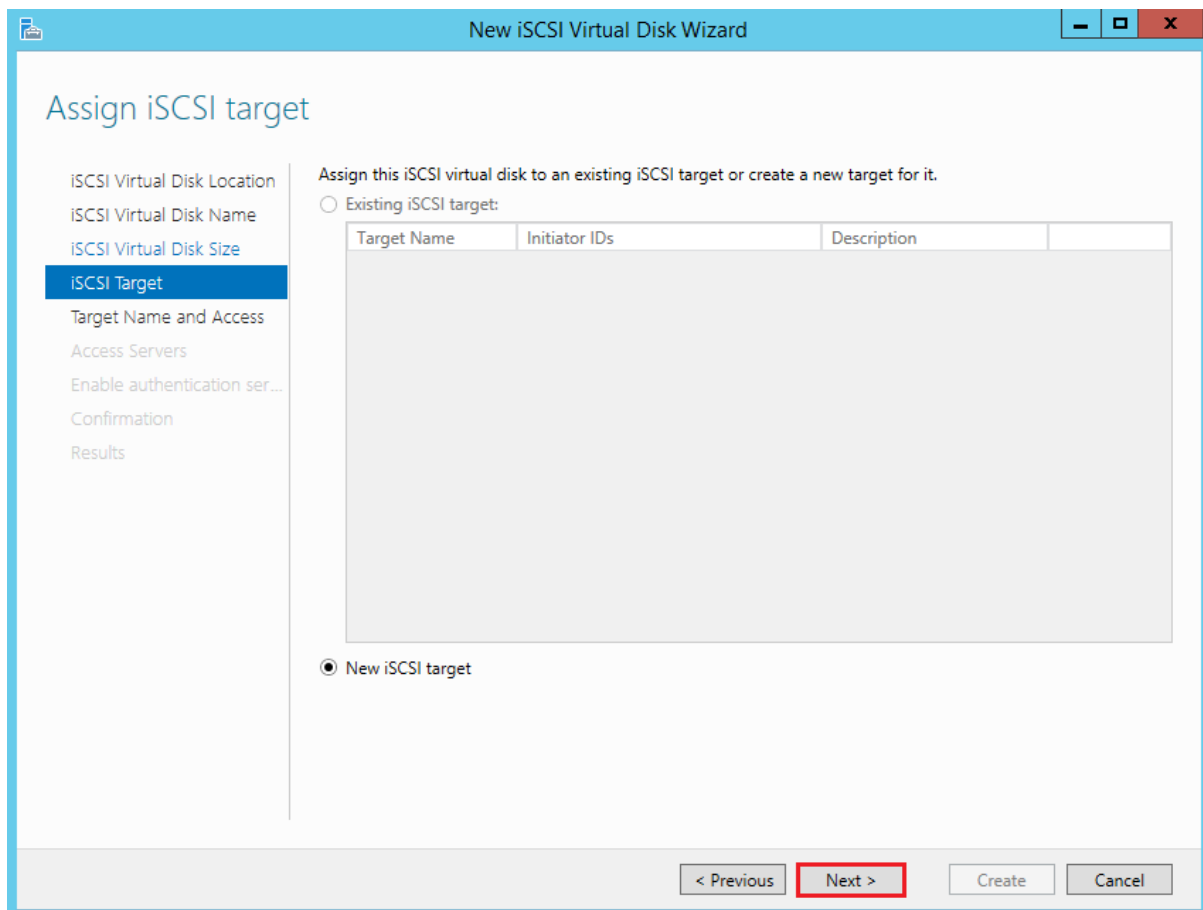 New iSCSI Virtual Disk Wizard
Assign iSCSI target
iSCSI Virtual Disk Location
iSCSI Virtual Disk Name
iSCSI Virtual Disk Size
iSCSI Target
Target Name and Access
Access Servers
Enable authentication ser...
Confirmation
Results
Assign this iSCSI virtual disk to an existing iSCSI target or create a new target for it.
Existing iSCSI target:
Target Name Initiator IDs Description
New iSCSI target
< Previous Next > Create Cancel